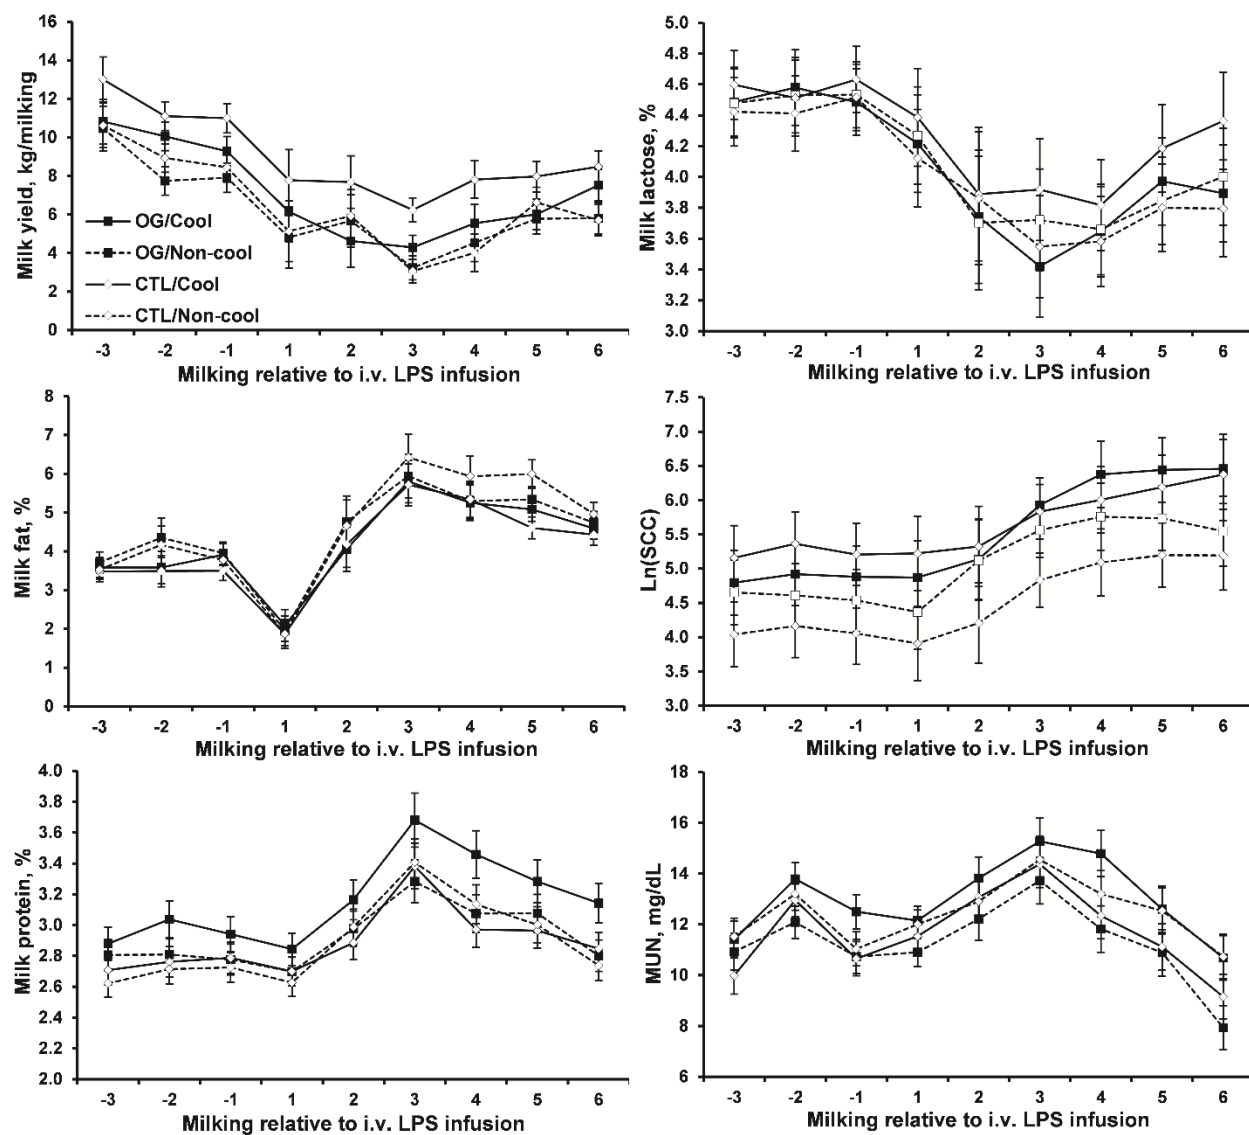 Milk yield, kg/milking
16
14
12
10
8
6
4
2
0
OG/Cool
OG/Non-cool
CTL/Cool
CTL/Non-cool
-3 -2 -1 1 2 3 4 5 6
Milking relative to i.v. LPS infusion
Milk lactose, %
5.0
4.8
4.6
4.4
4.2
4.0
3.8
3.6
3.4
3.2
3.0
-3 -2 -1 1 2 3 4 5 6
Milking relative to i.v. LPS infusion
Milk fat, %
8
7
6
5
4
3
2
1
0
-3 -2 -1 1 2 3 4 5 6
Milking relative to i.v. LPS infusion
Ln(SCC)
7.5
7.0
6.5
6.0
5.5
5.0
4.5
4.0
3.5
3.0
-3 -2 -1 1 2 3 4 5 6
Milking relative to i.v. LPS infusion
Milk protein, %
4.0
3.8
3.6
3.4
3.2
3.0
2.8
2.6
2.4
2.2
2.0
-3 -2 -1 1 2 3 4 5 6
Milking relative to i.v. LPS infusion
MUN, mg/dL
18
16
14
12
10
8
6
-3 -2 -1 1 2 3 4 5 6
Milking relative to i.v. LPS infusion